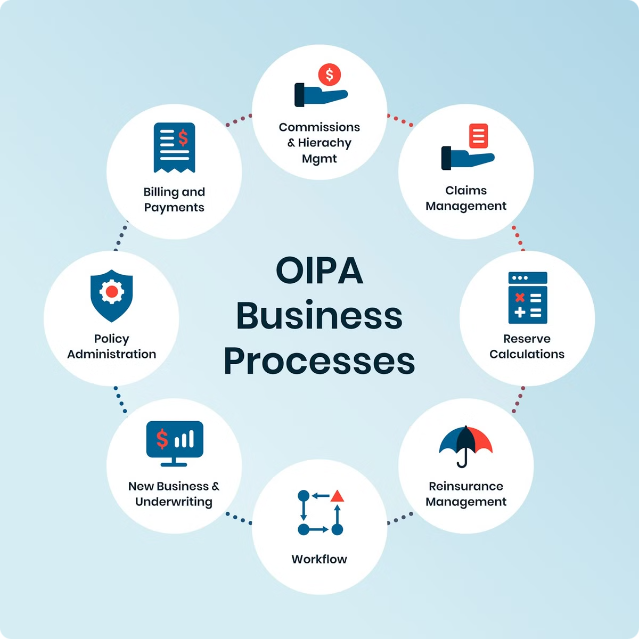 OIPA
Business
Processes
$
Commissions
& Hierachy
Mgmt
Claims
Management
Reserve
Calculations
Reinsurance
Management
Workflow
$
New Business &
Underwriting
Policy
Administration
$
Billing and
Payments